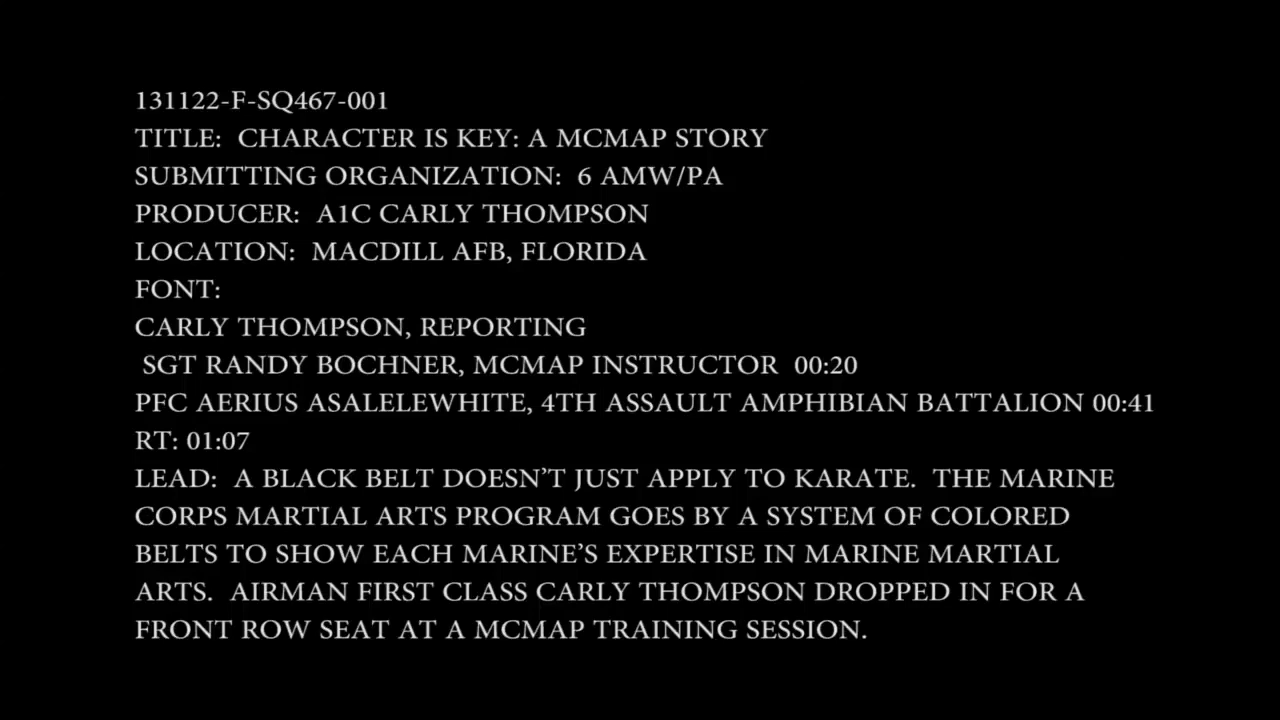 131122-F-SQ467-001
TITLE:  CHARACTER IS KEY: A MCMAP STORY
SUBMITTING ORGANIZATION:  6 AMW/PA
PRODUCER:  A1C CARLY THOMPSON
LOCATION:  MACDILL AFB, FLORIDA
FONT:
CARLY THOMPSON, REPORTING
SGT RANDY BOCHNER, MCMAP INSTRUCTOR  00:20
PFC AERIUS ASALELEWHITE, 4TH ASSAULT AMPHIBIAN BATTALION 00:41
RT: 01:07
LEAD:  A BLACK BELT DOESN’T JUST APPLY TO KARATE.  THE MARINE
CORPS MARTIAL ARTS PROGRAM GOES BY A SYSTEM OF COLORED
BELTS TO SHOW EACH MARINE’S EXPERTISE IN MARINE MARTIAL
ARTS.  AIRMAN FIRST CLASS CARLY THOMPSON DROPPED IN FOR A
FRONT ROW SEAT AT A MCMAP TRAINING SESSION.